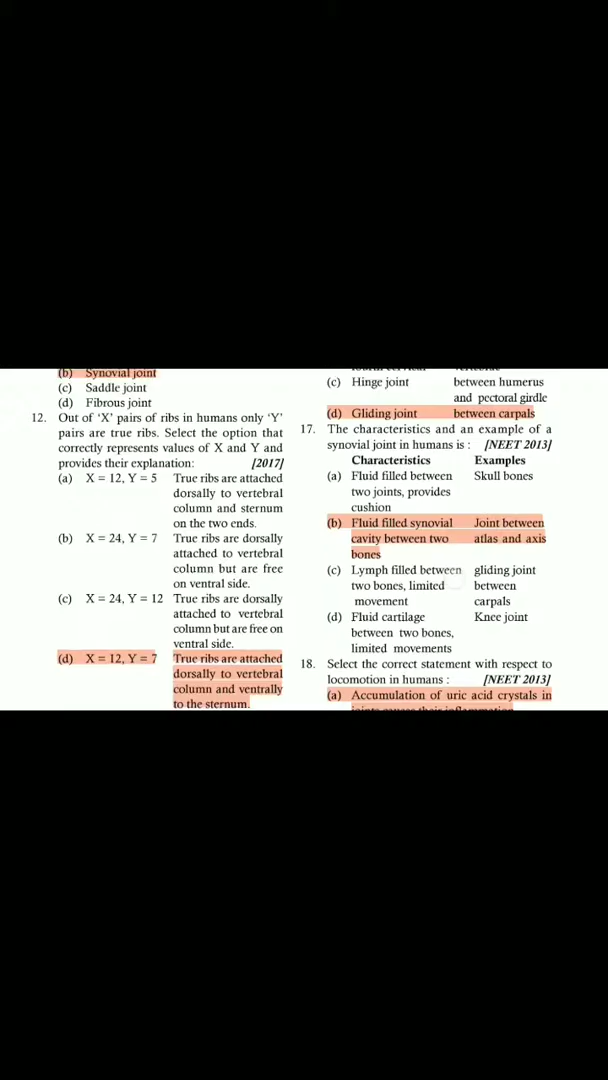 (b) Synovial joint
(c) Saddle joint
(d) Fibrous joint
12. Out of ‘X’ pairs of ribs in humans only ‘Y’
pairs are true ribs. Select the option that
correctly represents values of X and Y and
provides their explanation: [2017]
(a) X = 12, Y = 5 True ribs are attached
dorsally to vertebral
column and sternum
on the two ends.
(b) X = 24, Y = 7 True ribs are dorsally
attached to vertebral
column but are free
on ventral side.
(c) X = 24, Y = 12 True ribs are dorsally
attached to vertebral
column but are free on
ventral side.
(d) X = 12, Y = 7 True ribs are attached
dorsally to vertebral
column and ventrally
to the sternum.
(c) Hinge joint between humerus
and pectoral girdle
(d) Gliding joint between carpals
17. The characteristics and an example of a
synovial joint in humans is : [NEET 2013]
Characteristics Examples
(a) Fluid filled between Skull bones
two joints, provides
cushion
(b) Fluid filled synovial Joint between
cavity between two atlas and axis
bones
(c) Lymph filled between gliding joint
two bones, limited between
movement carpals
(d) Fluid cartilage Knee joint
between two bones,
limited movements
18. Select the correct statement with respect to
locomotion in humans : [NEET 2013]
(a) Accumulation of uric acid crystals in